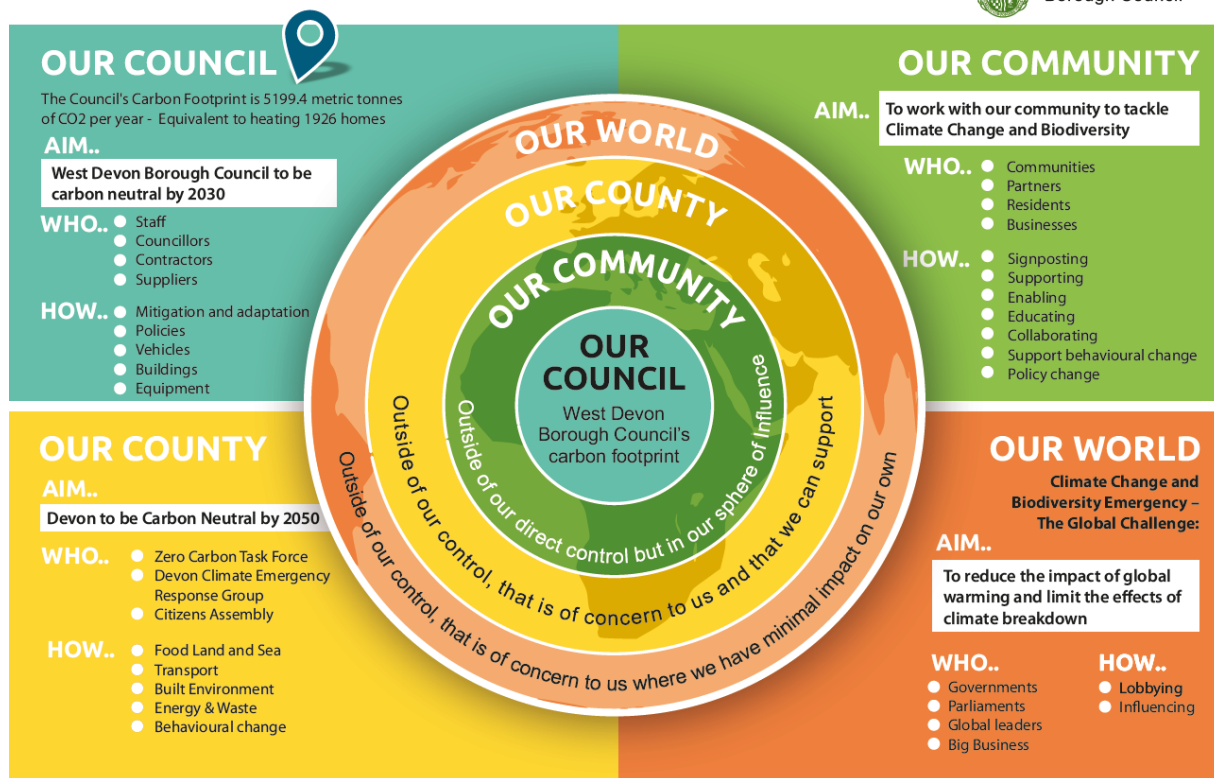 Borough Council
OUR COUNCIL
The Council's Carbon Footprint is 5199.4 metric tonnes
of CO2 per year - Equivalent to heating 1926 homes
AIM..
West Devon Borough Council to be
carbon neutral by 2030
WHO..
Staff
Councillors
Contractors
Suppliers
HOW..
Mitigation and adaptation
Policies
Vehicles
Buildings
Equipment
OUR COMMUNITY
AIM..
To work with our community to tackle
Climate Change and Biodiversity
WHO..
Communities
Partners
Residents
Businesses
HOW..
Signposting
Supporting
Enabling
Educating
Collaborating
Support behavioural change
Policy change
OUR WORLD
OUR COUNTY
OUR COMMUNITY
OUR
COUNCIL
West Devon
Borough Council's
carbon footprint
Outside of our direct control but in our sphere of Influence
Outside of our control, that is of concern to us and that we can support
Outside of our control, that is of concern to us where we have minimal impact on our own
OUR COUNTY
AIM..
Devon to be Carbon Neutral by 2050
WHO..
Zero Carbon Task Force
Devon Climate Emergency
Response Group
Citizens Assembly
HOW..
Food Land and Sea
Transport
Built Environment
Energy & Waste
Behavioural change
OUR WORLD
Climate Change and
Biodiversity Emergency –
The Global Challenge:
AIM..
To reduce the impact of global
warming and limit the effects of
climate breakdown
WHO..
Governments
Parliaments
Global leaders
Big Business
HOW..
Lobbying
Influencing